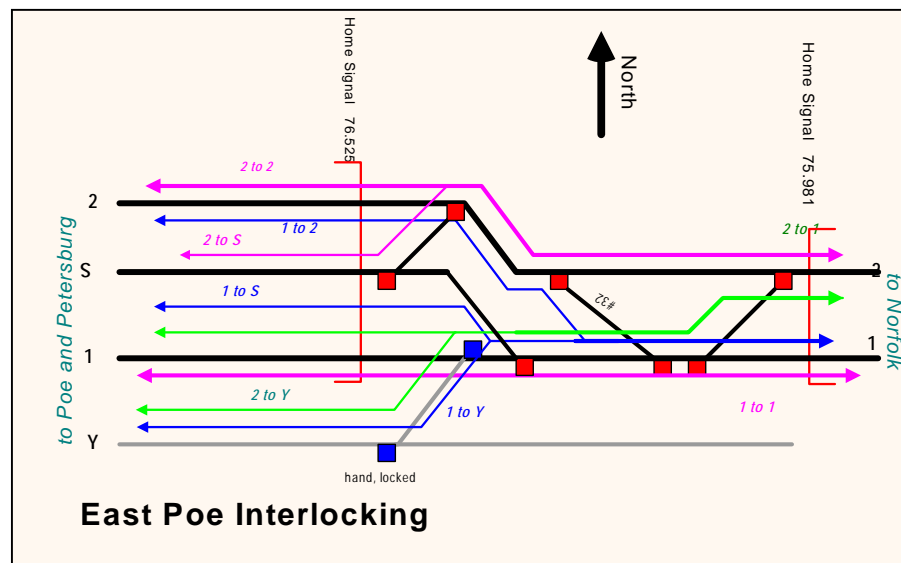 Home Signal 76.525
North
Home Signal 75.981
2 to 2
2
1 to 2
2 to 1
2 to S
S
2
#32
1 to S
1
1
to Poe and Petersburg
to Norfolk
2 to Y
1 to Y
1 to 1
Y
hand, locked
East Poe Interlocking